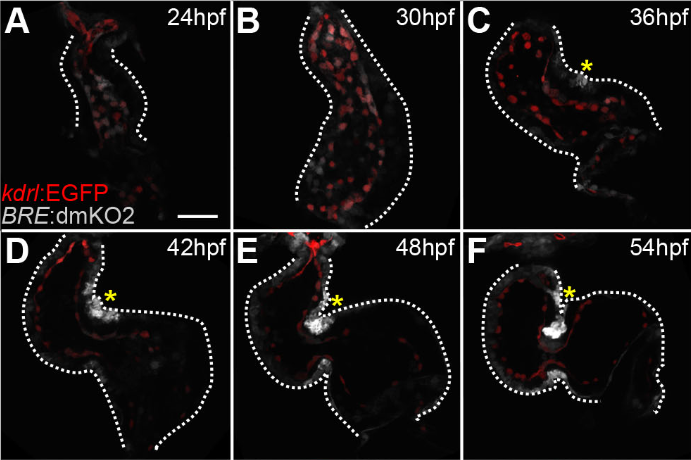 A 24hpf
B 30hpf
C 36hpf
*
kdrl:EGFP
BRE:dmKO2
D 42hpf
*
E 48hpf
*
F 54hpf
*